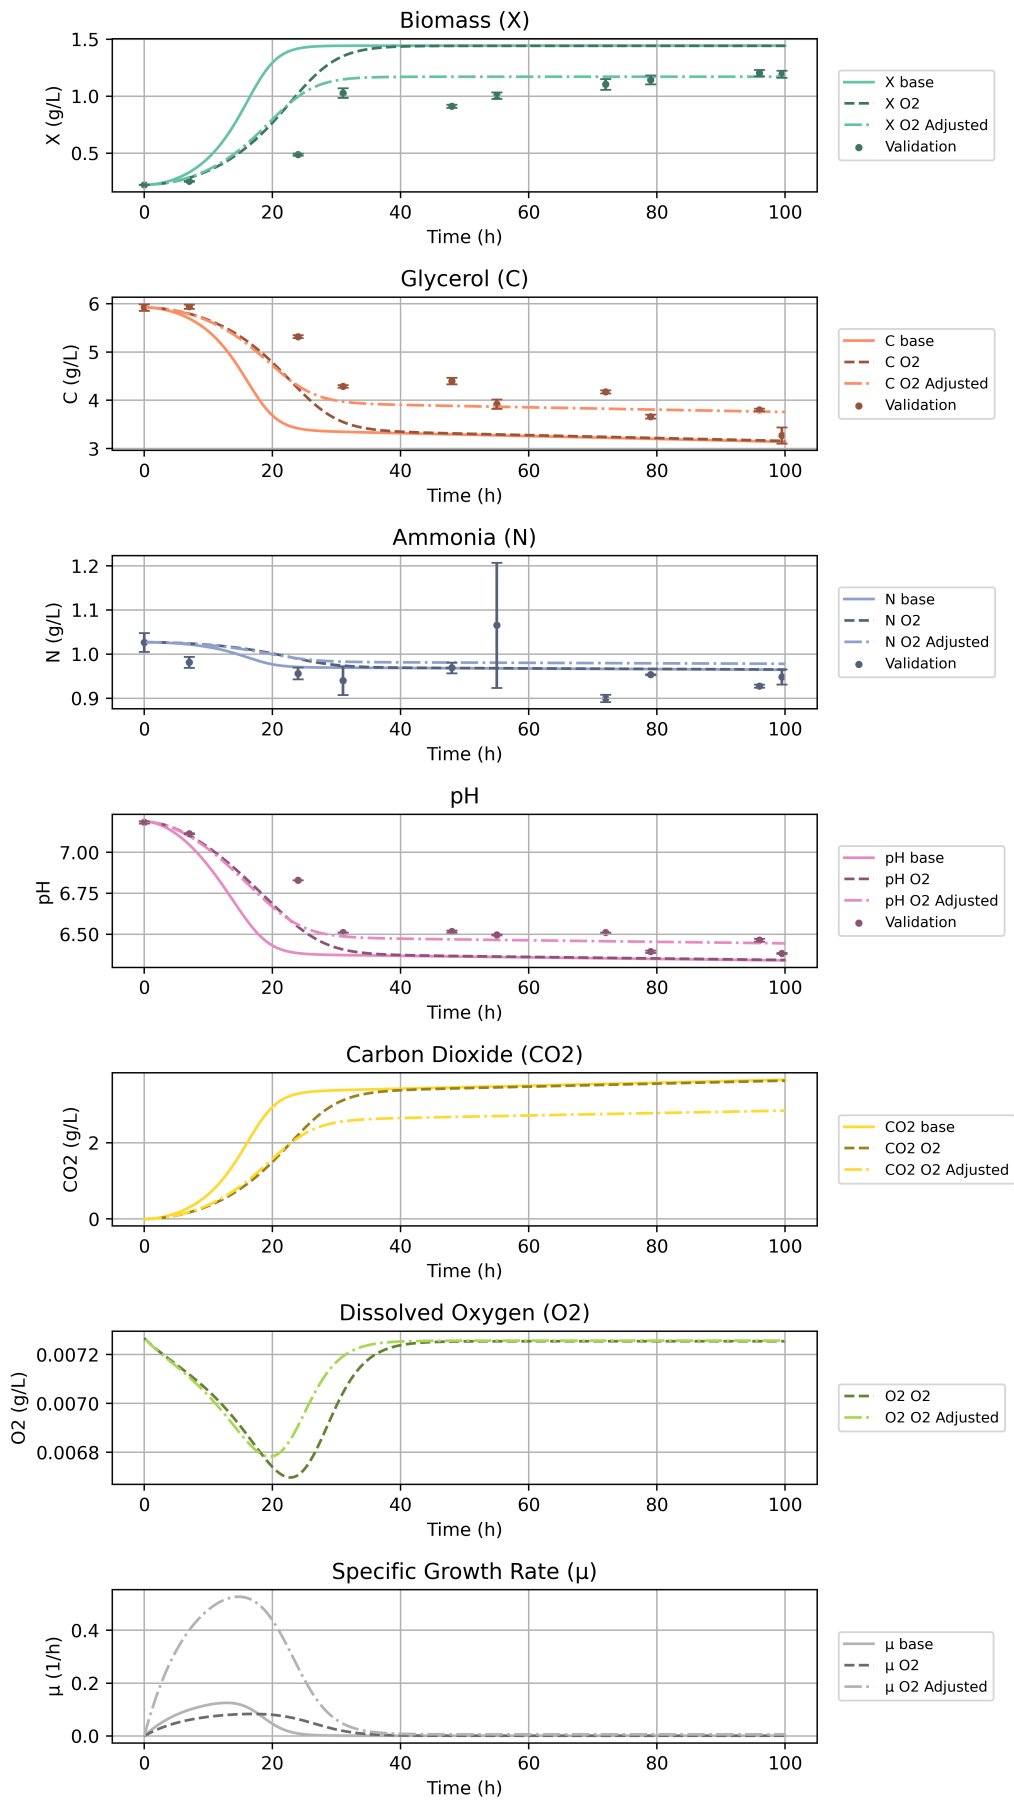 Biomass (X)
1.5
1.0
0.5
X (g/L)
0 20 40 60 80 100
Time (h)
X base
X O2
X O2 Adjusted
Validation
Glycerol (C)
6
5
4
3
C (g/L)
0 20 40 60 80 100
Time (h)
C base
C O2
C O2 Adjusted
Validation
Ammonia (N)
1.2
1.1
1.0
0.9
N (g/L)
0 20 40 60 80 100
Time (h)
N base
N O2
N O2 Adjusted
Validation
pH
7.00
6.75
6.50
pH
0 20 40 60 80 100
Time (h)
pH base
pH O2
pH O2 Adjusted
Validation
Carbon Dioxide (CO2)
2
0
CO2 (g/L)
0 20 40 60 80 100
Time (h)
CO2 base
CO2 O2
CO2 O2 Adjusted
Dissolved Oxygen (O2)
0.0072
0.0070
0.0068
O2 (g/L)
0 20 40 60 80 100
Time (h)
O2 O2
O2 O2 Adjusted
Specific Growth Rate (μ)
0.4
0.2
0.0
μ (1/h)
0 20 40 60 80 100
Time (h)
μ base
μ O2
μ O2 Adjusted